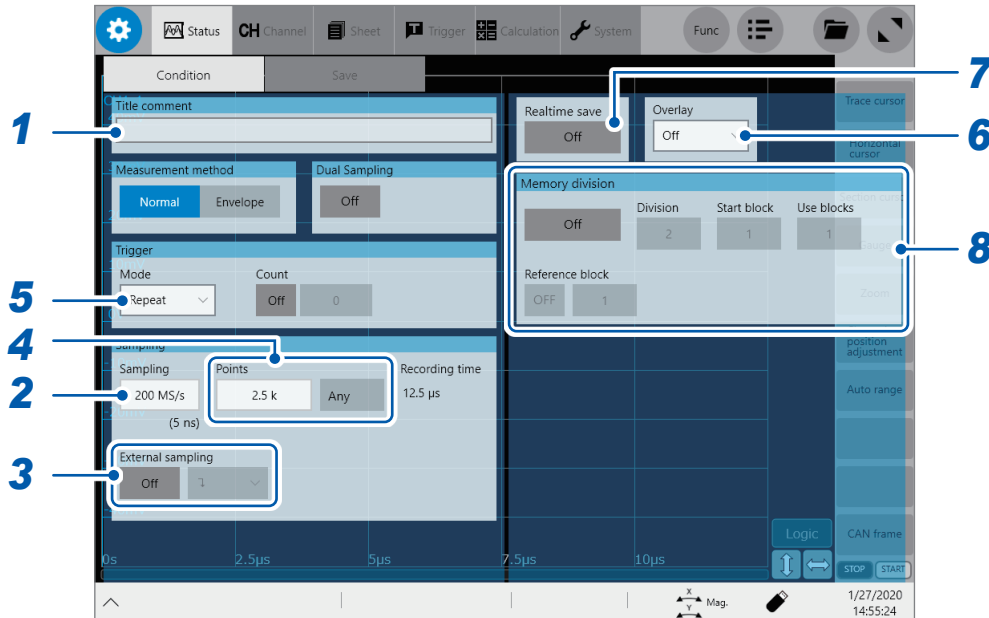 Status CH Channel Sheet Trigger Calculation System Func
Condition Save
Title comment
Realtime save
Off
Overlay
Off
Trace cursor
Horizontal
cursor
Measurement method
Normal Envelope
Dual Sampling
Off
Memory division
Off
Division Start block Use blocks
2 1 1
Reference block
OFF 1
Gauge
Zoom
position
adjustment
Auto range
Trigger
Mode Count
Repeat Off 0
Sampling
Sampling Points Recording time
200 MS/s 2.5 k Any 12.5 µs
(5 ns)
External sampling
Off
0s 2.5µs 5µs 7.5µs 10µs
Logic
CAN frame
STOP START
X
Y
Mag.
1/27/2020
14:55:24
1
2
3
4
5
6
7
8